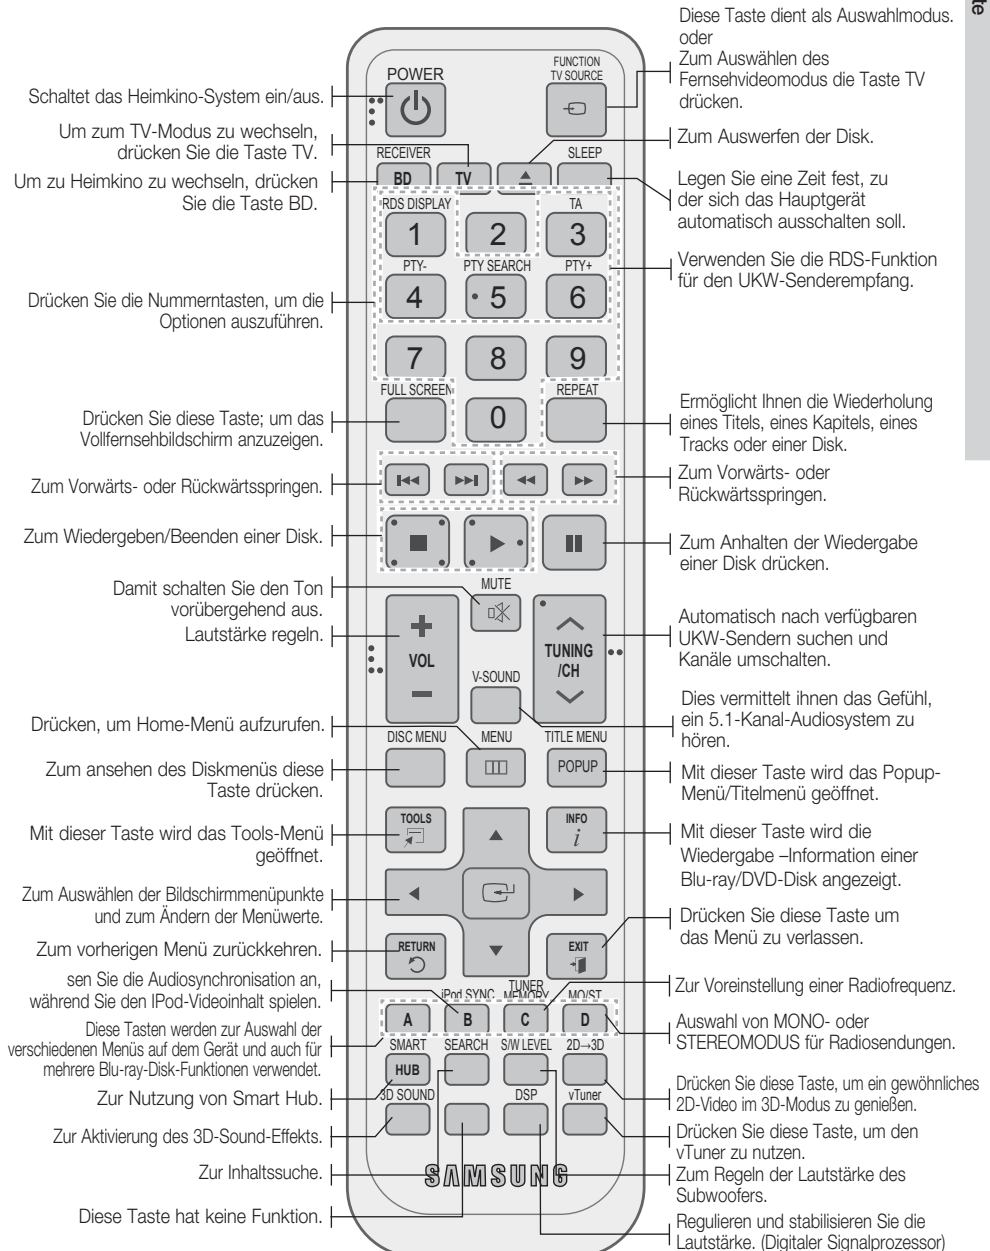 te
Diese Taste dient als Auswahlmodus.
oder
Zum Auswählen des
Fernsehvideomodus die Taste TV
drücken.
FUNCTION
TV SOURCE
POWER
Schaltet das Heimkino-System ein/aus.
Um zum TV-Modus zu wechseln,
drücken Sie die Taste TV.
Zum Auswerfen der Disk.
RECEIVER
SLEEP
BD
TV
Um zu Heimkino zu wechseln, drücken
Sie die Taste BD.
Legen Sie eine Zeit fest, zu
der sich das Hauptgerät
automatisch ausschalten soll.
RDS DISPLAY
TA
1
2
3
Verwenden Sie die RDS-Funktion
für den UKW-Senderempfang.
PTY-
PTY SEARCH
PTY+
4
5
6
Drücken Sie die Nummerntasten, um die
Optionen auszuführen.
7
8
9
FULL SCREEN
REPEAT
0
Drücken Sie diese Taste; um das
Vollfernsehbildschirm anzuzeigen.
Ermöglicht Ihnen die Wiederholung
eines Titels, eines Kapitels, eines
Tracks oder einer Disk.
Zum Vorwärts- oder Rückwärtsspringen.
Zum Vorwärts- oder
Rückwärtsspringen.
Zum Wiedergeben/Beenden einer Disk.
Zum Anhalten der Wiedergabe
einer Disk drücken.
Damit schalten Sie den Ton
vorübergehend aus.
MUTE
Lautstärke regeln.
Automatisch nach verfügbaren
UKW-Sendern suchen und
Kanäle umschalten.
VOL
TUNING
/CH
V-SOUND
Dies vermittelt ihnen das Gefühl,
ein 5.1-Kanal-Audiosystem zu
hören.
Drücken, um Home-Menü aufzurufen.
DISC MENU
MENU
TITLE MENU
POPUP
Zum ansehen des Diskmenüs diese
Taste drücken.
Mit dieser Taste wird das Popup-
Menü/Titelmenü geöffnet.
TOOLS
INFO
i
Mit dieser Taste wird das Tools-Menü
geöffnet.
Mit dieser Taste wird die
Wiedergabe –Information einer
Blu-ray/DVD-Disk angezeigt.
Zum Auswählen der Bildschirmmenüpunkte
und zum Ändern der Menüwerte.
Drücken Sie diese Taste um
das Menü zu verlassen.
Zum vorherigen Menü zurückkehren.
RETURN
EXIT
sen Sie die Audiosynchronisation an,
während Sie den IPod-Videoinhalt spielen.
Zur Voreinstellung einer Radiofrequenz.
iPod SYNC
TUNER
MEMORY
MO/ST
A
B
C
D
Auswahl von MONO- oder
STEREOMODUS für Radiosendungen.
Diese Tasten werden zur Auswahl der
verschiedenen Menüs auf dem Gerät und auch für
mehrere Blu-ray-Disk-Funktionen verwendet.
SMART
SEARCH
S/W LEVEL
2D→3D
HUB
Zur Nutzung von Smart Hub.
Drücken Sie diese Taste, um ein gewöhnliches
2D-Video im 3D-Modus zu genießen.
3D SOUND
DSP
vTuner
Zur Aktivierung des 3D-Sound-Effekts.
Drücken Sie diese Taste, um den
vTuner zu nutzen.
Zur Inhaltssuche.
SAMSUNG
Zum Regeln der Lautstärke des
Subwoofers.
Diese Taste hat keine Funktion.
Regulieren und stabilisieren Sie die
Lautstärke. (Digitaler Signalprozessor)